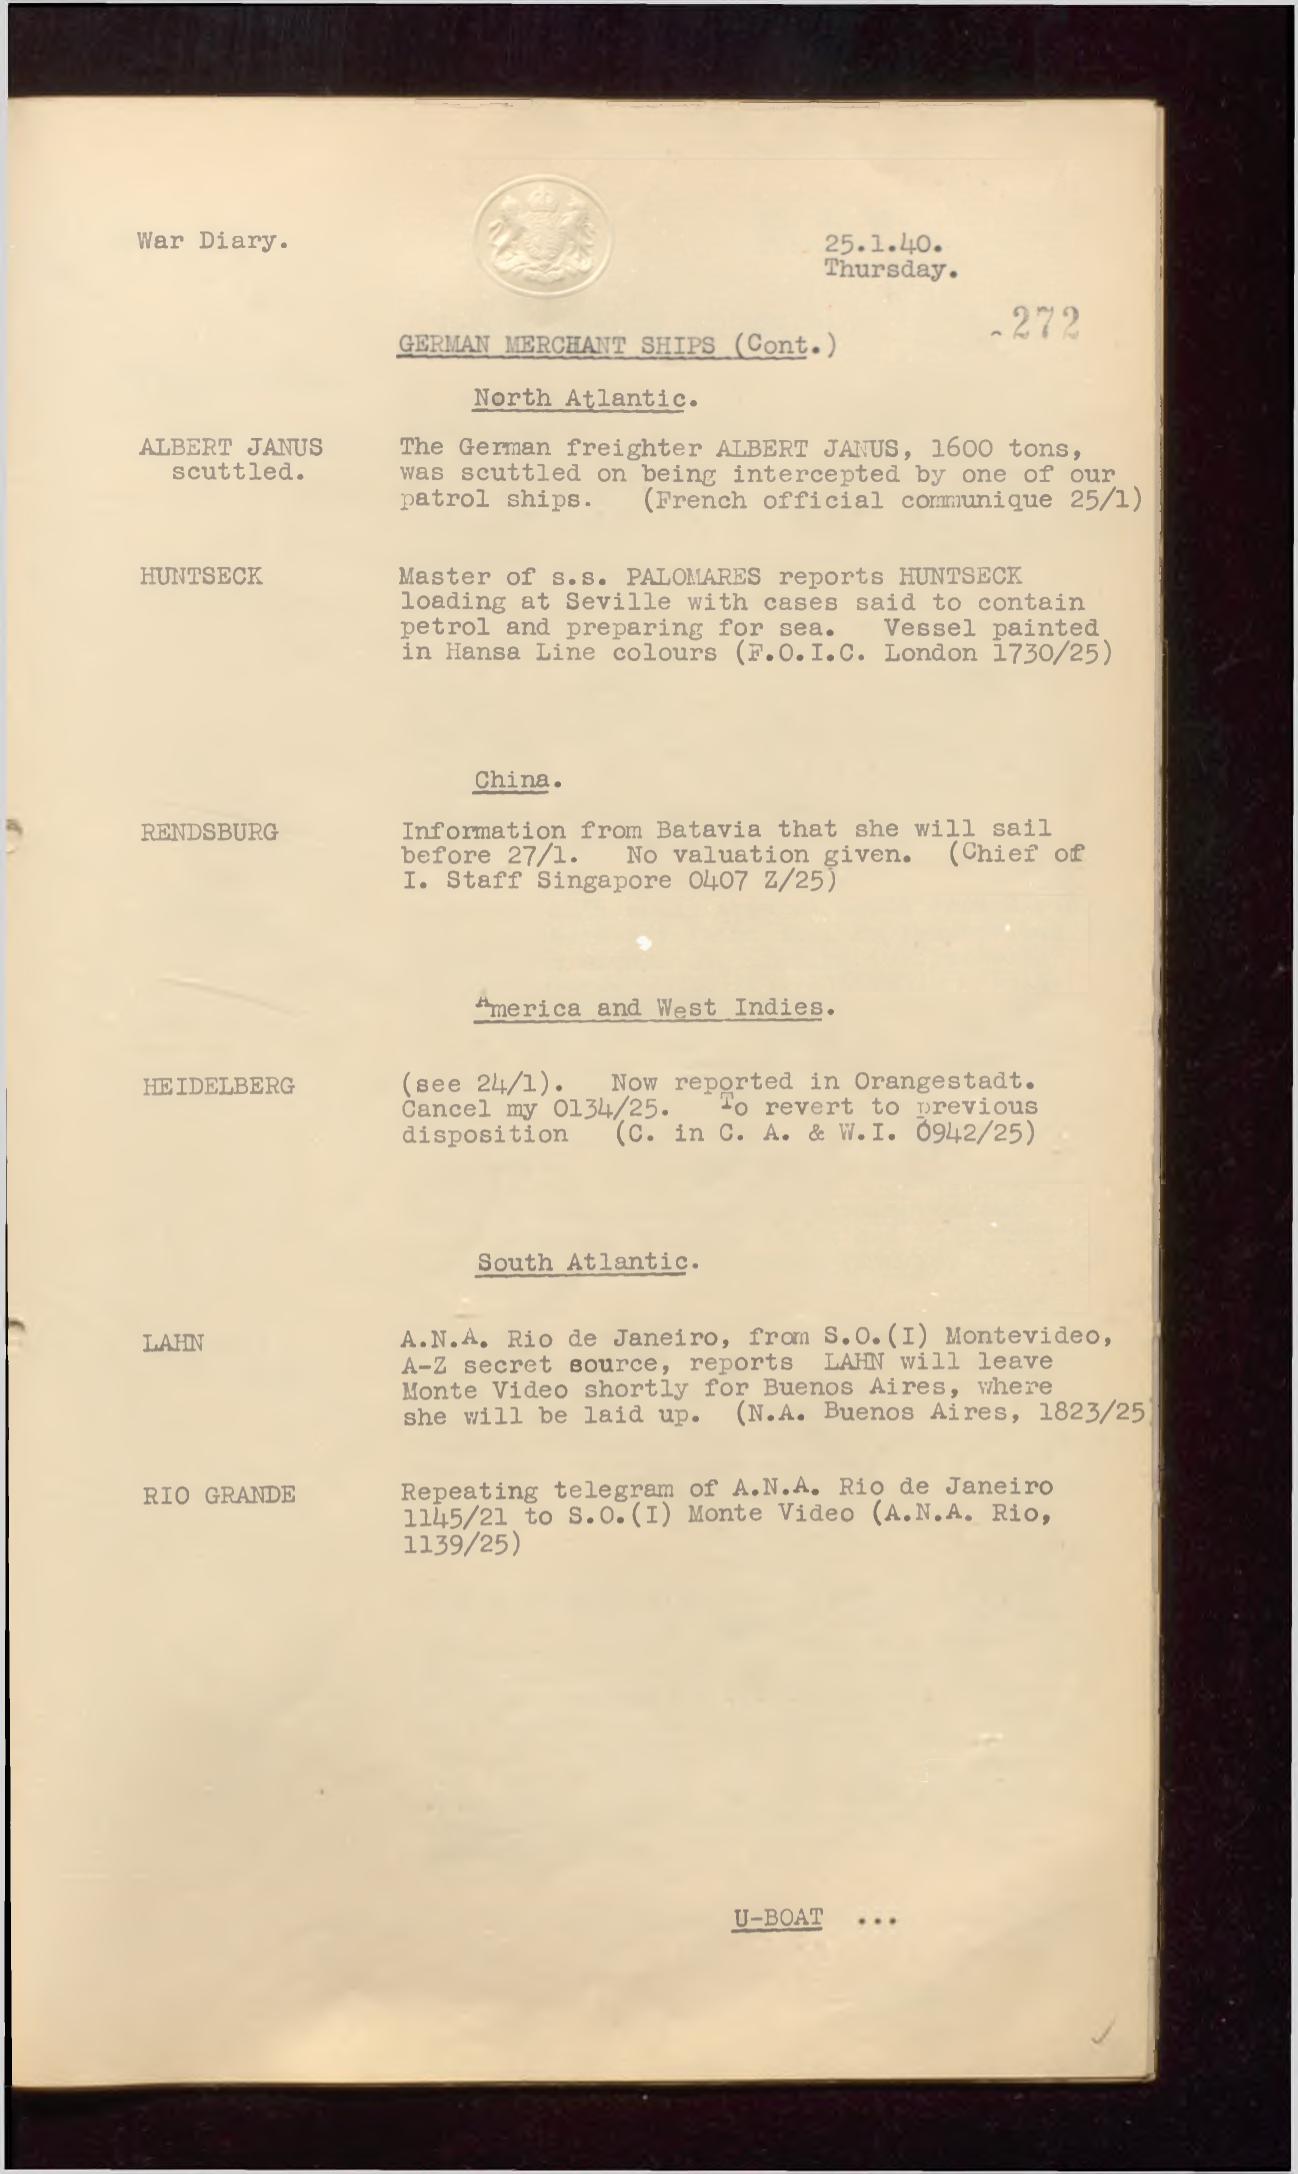 War Diary.
25.1.40.
Thursday.
272
GERMAN MERCHANT SHIPS (Cont.)
North Atlantic.
ALBERT JANUS
scuttled.
The German freighter ALBERT JANUS, 1600 tons,
was scuttled on being intercepted by one of our
patrol ships. (French official communique 25/1)
HUNTSECK
Master of s.s. PALOMARES reports HUNTSECK
loading at Seville with cases said to contain
petrol and preparing for sea. Vessel painted
in Hansa Line colours (F.O.I.C. London 1730/25)
China.
RENDSBURG
Information from Batavia that she will sail
before 27/1. No valuation given. (Chief of
I. Staff Singapore 0407 Z/25)
America and West Indies.
HEIDELBERG
(see 24/1). Now reported in Orangestadt.
Cancel my 0134/25. To revert to previous
disposition (C. in C. A. & W.I. 0942/25)
South Atlantic.
LAHN
A.N.A. Rio de Janeiro, from S.O.(I) Montevideo,
A-Z secret source, reports LAHN will leave
Monte Video shortly for Buenos Aires, where
she will be laid up. (N.A. Buenos Aires, 1823/25)
RIO GRANDE
Repeating telegram of A.N.A. Rio de Janeiro
1145/21 to S.O.(I) Monte Video (A.N.A. Rio,
1139/25)
U-BOAT ...